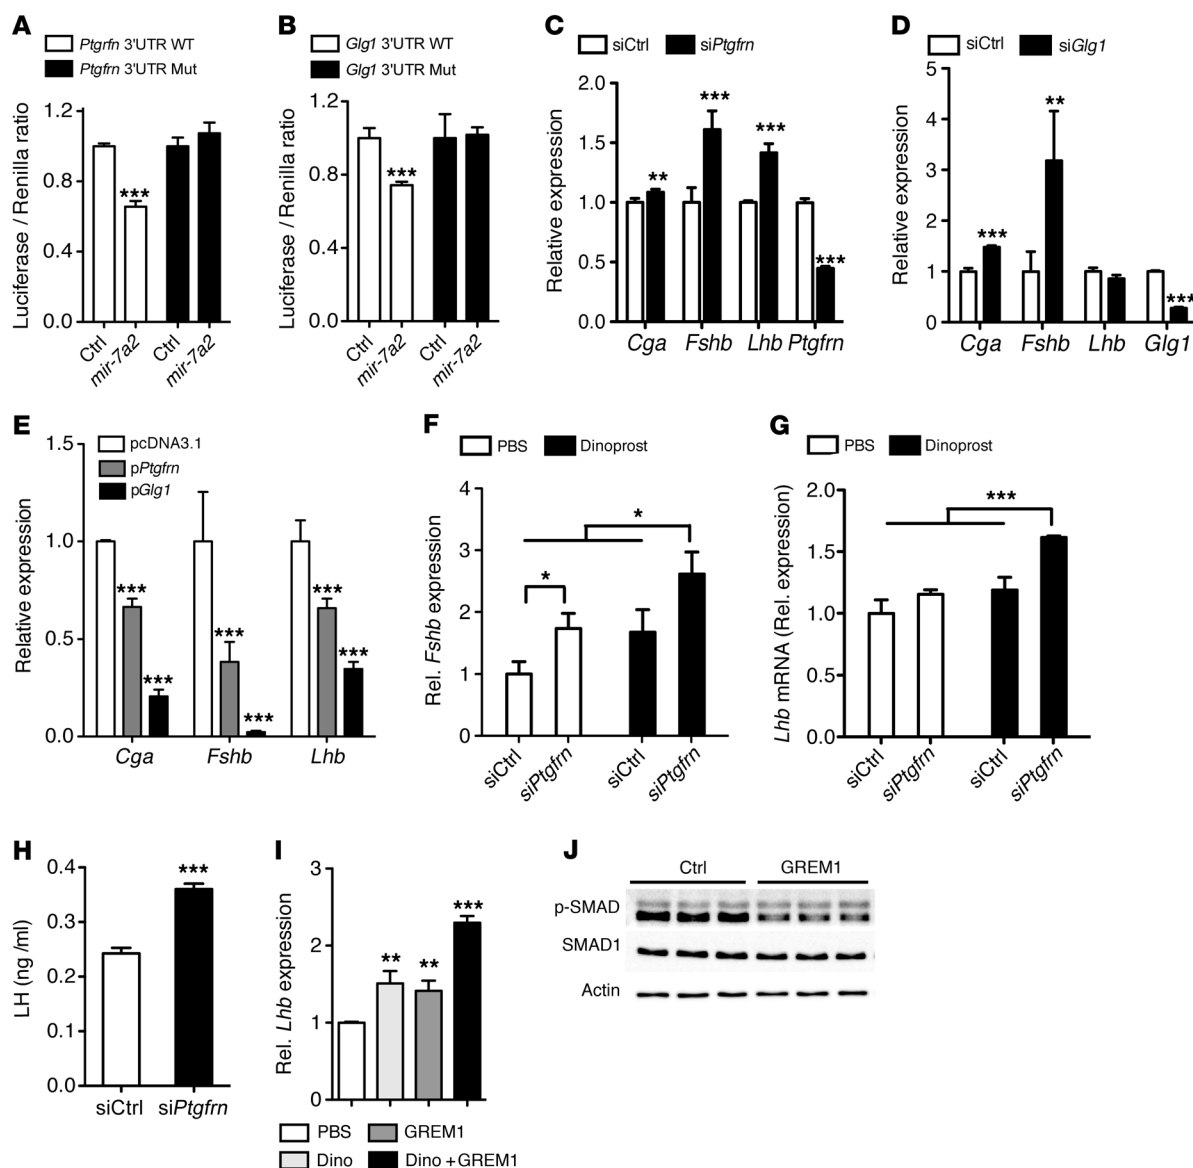 A
Ptgrfn 3'UTR WT
Ptgfrn 3'UTR Mut
Luciferase / Renilla ratio
1.2
0.8
0.4
0.0
Ctrl
mir-7a2
Ctrl
mir-7a2
***
B
Glg1 3'UTR WT
Glg1 3'UTR Mut
Luciferase / Renilla ratio
1.2
0.8
0.4
0.0
Ctrl
mir-7a2
Ctrl
mir-7a2
***
C
siCtrl
siPtgfrn
Relative expression
2.0
1.5
1.0
0.5
0.0
**
***
***
***
Cga Fshb Lhb Ptgfrn
D
siCtrl
siGlg1
Relative expression
5
4
3
2
1
0
***
**
***
Cga Fshb Lhb Glg1
E
pcDNA3.1
pPtgfrn
pGlg1
Relative expression
1.5
1.0
0.5
0.0
***
***
***
***
***
***
Cga Fshb Lhb
F
PBS
Dinoprost
Rel. Fshb expression
4
3
2
1
0
*
*
siCtrl
siPtgfrn
siCtrl
siPtgfrn
G
PBS
Dinoprost
Lhb mRNA (Rel. expression)
2.0
1.5
1.0
0.5
0.0
***
siCtrl
siPtgfrn
siCtrl
siPtgfrn
H
LH (ng /ml)
0.4
0.3
0.2
0.1
0.0
***
siCtrl siPtgfrn
I
Rel. Lhb expression
3
2
1
0
**
**
***
PBS
GREM1
Dino
Dino +GREM1
J
Ctrl
GREM1
p-SMAD
SMAD1
Actin